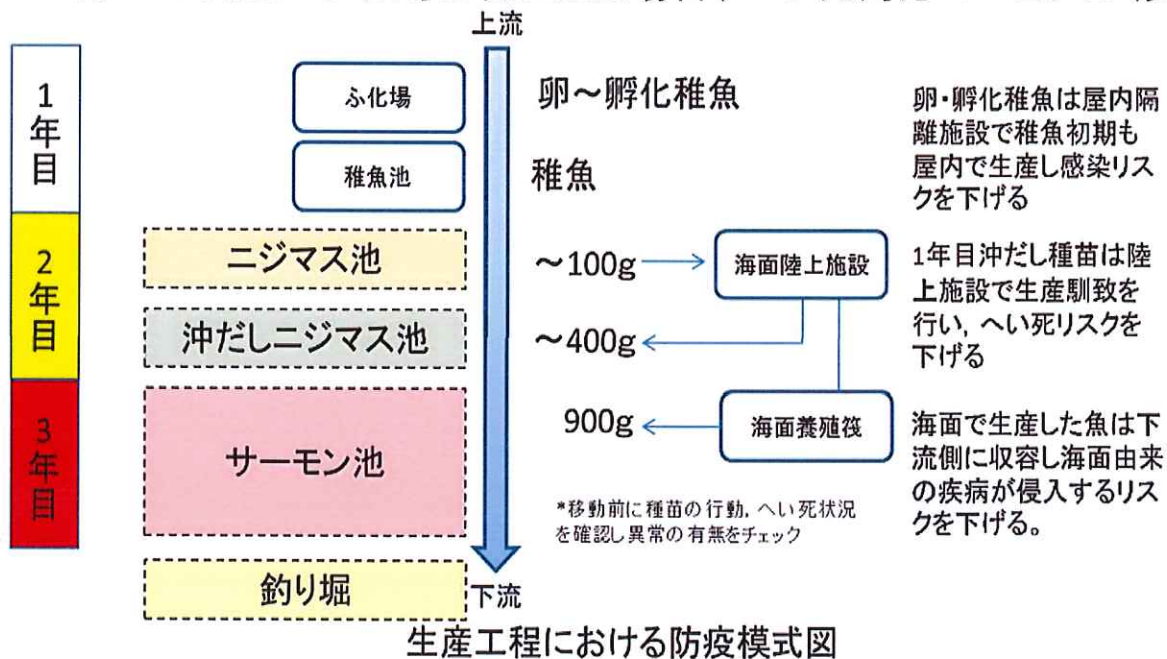 上流
1年目
ふ化場
卵～孵化稚魚
卵・孵化稚魚は屋内隔
離施設で稚魚初期も
屋内で生産し感染リス
クを下げる
稚魚池
稚魚
2年目
ニジマス池
～100g
海面陸上施設
1年目沖だし種苗は陸
上施設で生産馴致を
行い，へい死リスクを
下げる
沖だしニジマス池
～400g
3年目
サーモン池
900g
海面養殖筏
海面で生産した魚は下
流側に収容し海面由来
の疾病が侵入するリス
クを下げる。
*移動前に種苗の行動，へい死状況
を確認し異常の有無をチェック
釣り堀
下流
生産工程における防疫模式図